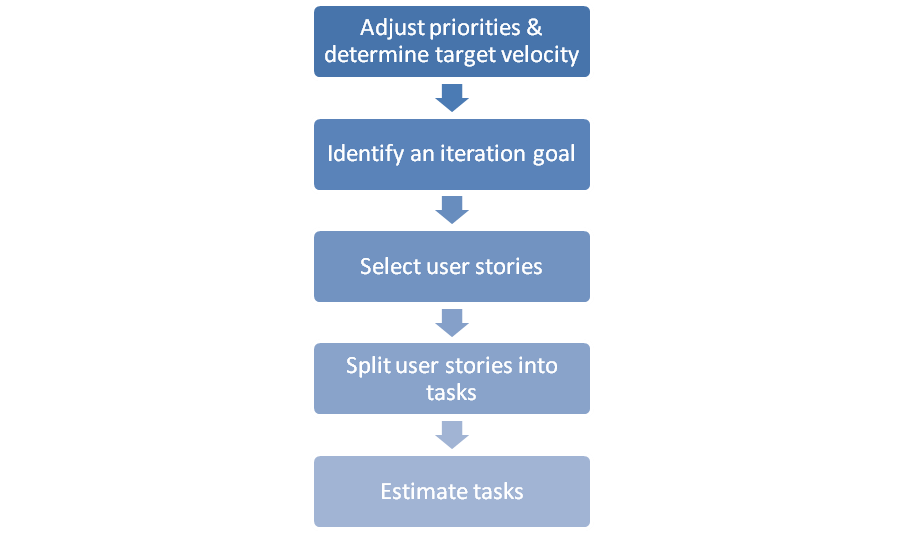 Adjust priorities &
determine target velocity
Identify an iteration goal
Select user stories
Split user stories into
tasks
Estimate tasks